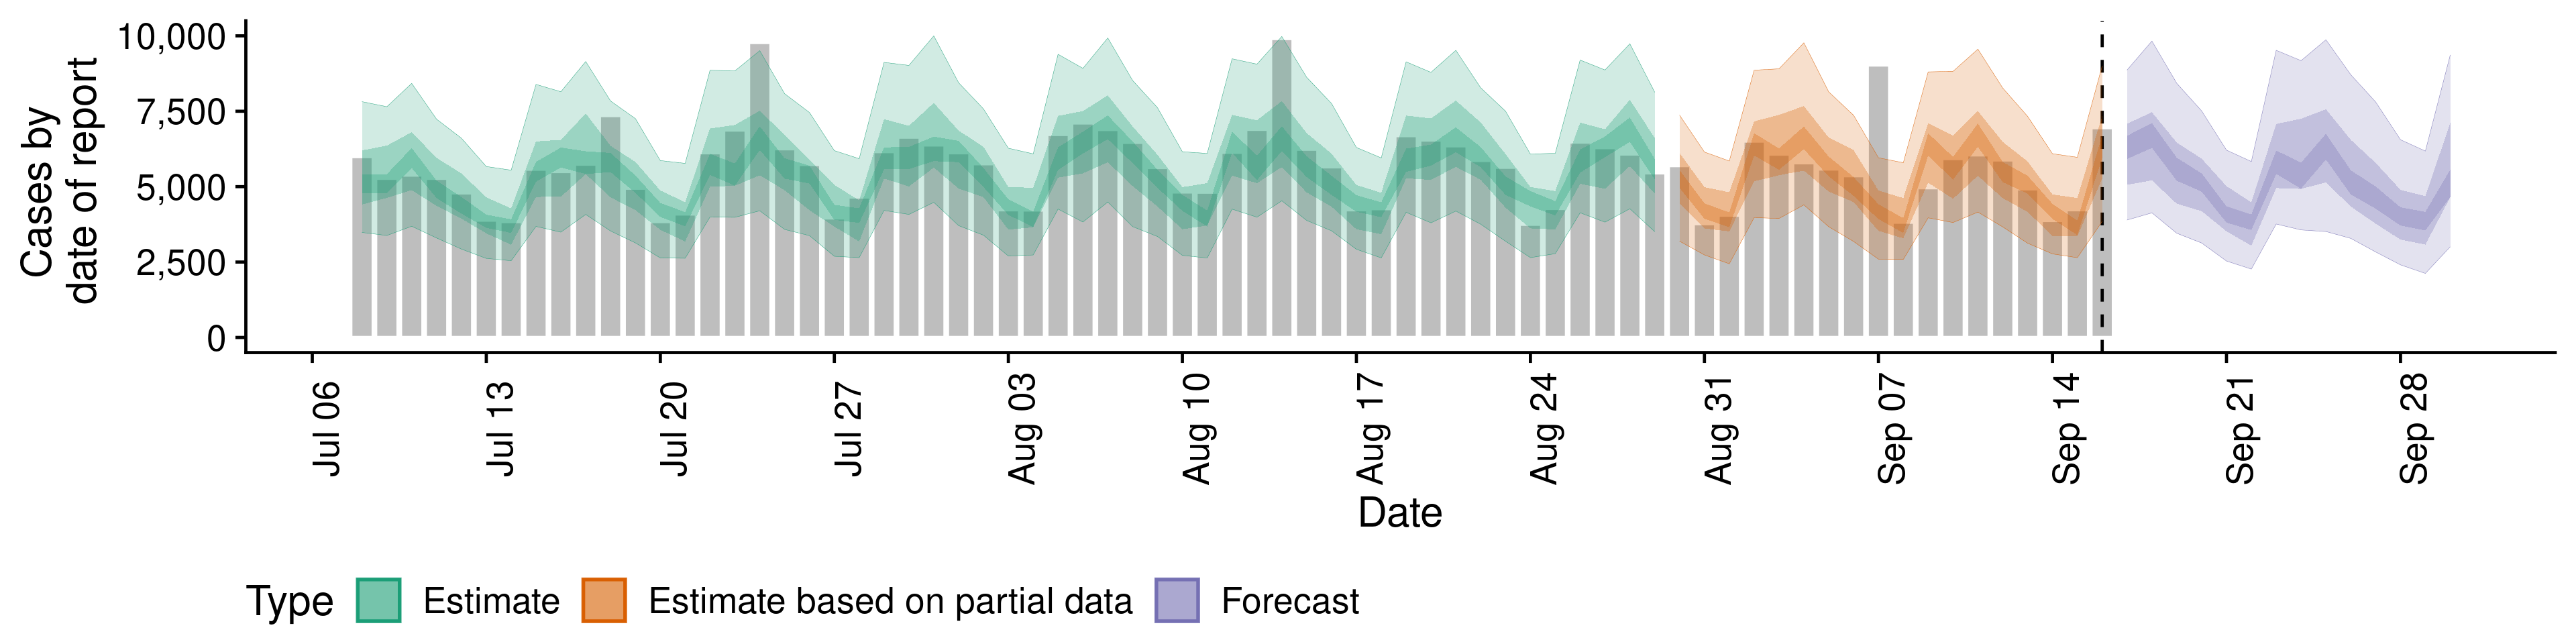 Cases by
date of report
10,000
7,500
5,000
2,500
0
Jul 06
Jul 13
Jul 20
Jul 27
Aug 03
Aug 10
Aug 17
Aug 24
Aug 31
Sep 07
Sep 14
Sep 21
Sep 28
Date
Type Estimate Estimate based on partial data Forecast